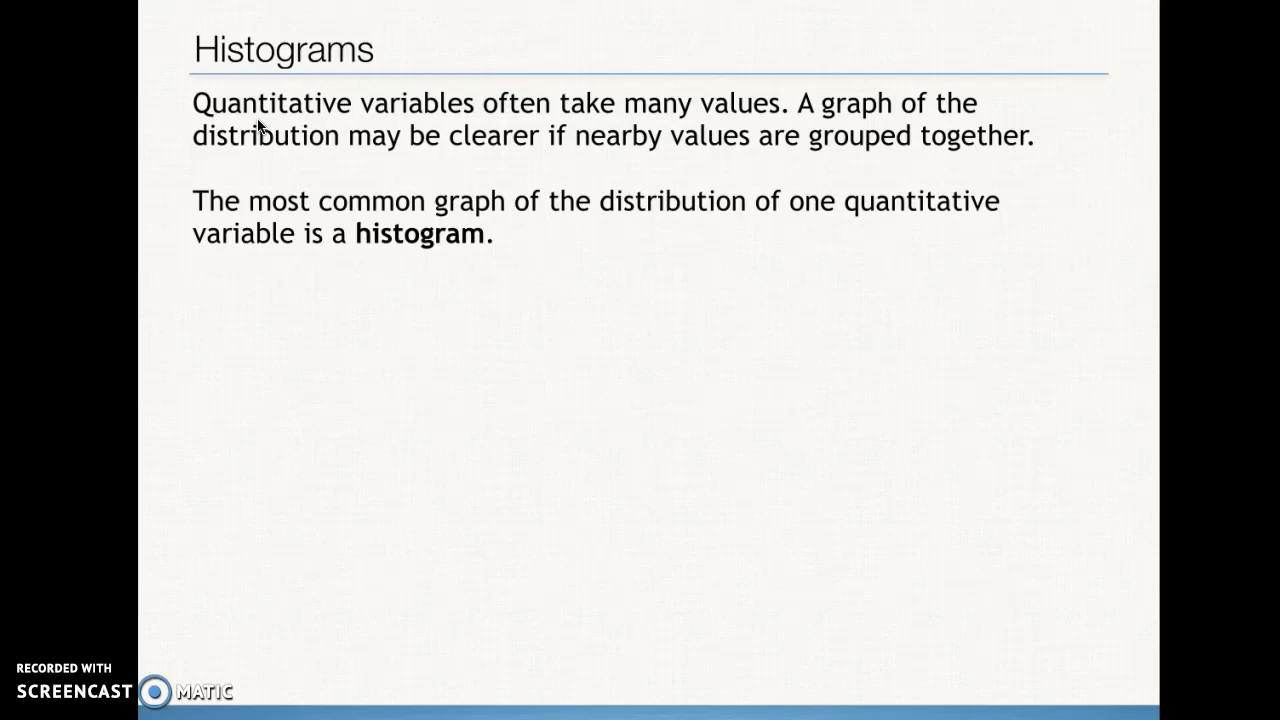 Histograms
Quantitative variables often take many values. A graph of the
distribution may be clearer if nearby values are grouped together.
The most common graph of the distribution of one quantitative
variable is a histogram.
RECORDED WITH
SCREENCAST MATIC